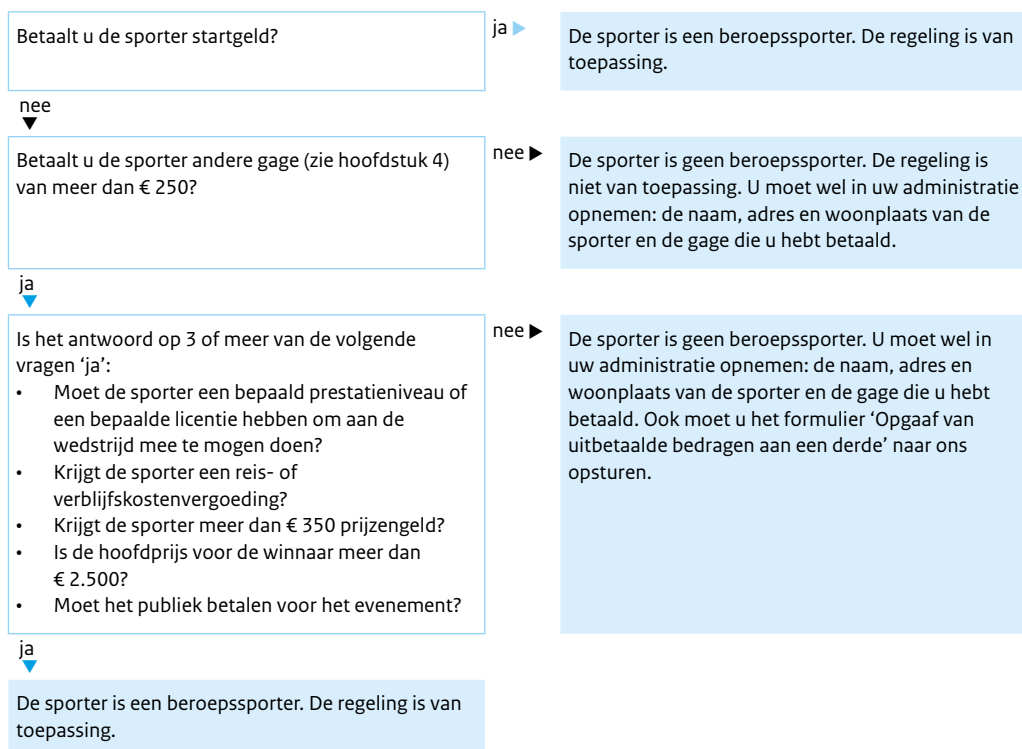 Betaalt u de sporter startgeld?
ja
De sporter is een beroepssporter. De regeling is van
toepassing.
nee
Betaalt u de sporter andere gage (zie hoofdstuk 4)
van meer dan € 250?
nee
De sporter is geen beroepssporter. De regeling is
niet van toepassing. U moet wel in uw administratie
opnemen: de naam, adres en woonplaats van de
sporter en de gage die u hebt betaald.
ja
Is het antwoord op 3 of meer van de volgende
vragen ‘ja’:
• Moet de sporter een bepaald prestatieniveau of
een bepaalde licentie hebben om aan de
wedstrijd mee te mogen doen?
• Krijgt de sporter een reis- of
verblijfskostenvergoeding?
• Krijgt de sporter meer dan € 350 prijzengeld?
• Is de hoofdprijs voor de winnaar meer dan
€ 2.500?
• Moet het publiek betalen voor het evenement?
nee
De sporter is geen beroepssporter. U moet wel in
uw administratie opnemen: de naam, adres en
woonplaats van de sporter en de gage die u hebt
betaald. Ook moet u het formulier ‘Opgaaf van
uitbetaalde bedragen aan een derde’ naar ons
opsturen.
ja
De sporter is een beroepssporter. De regeling is van
toepassing.